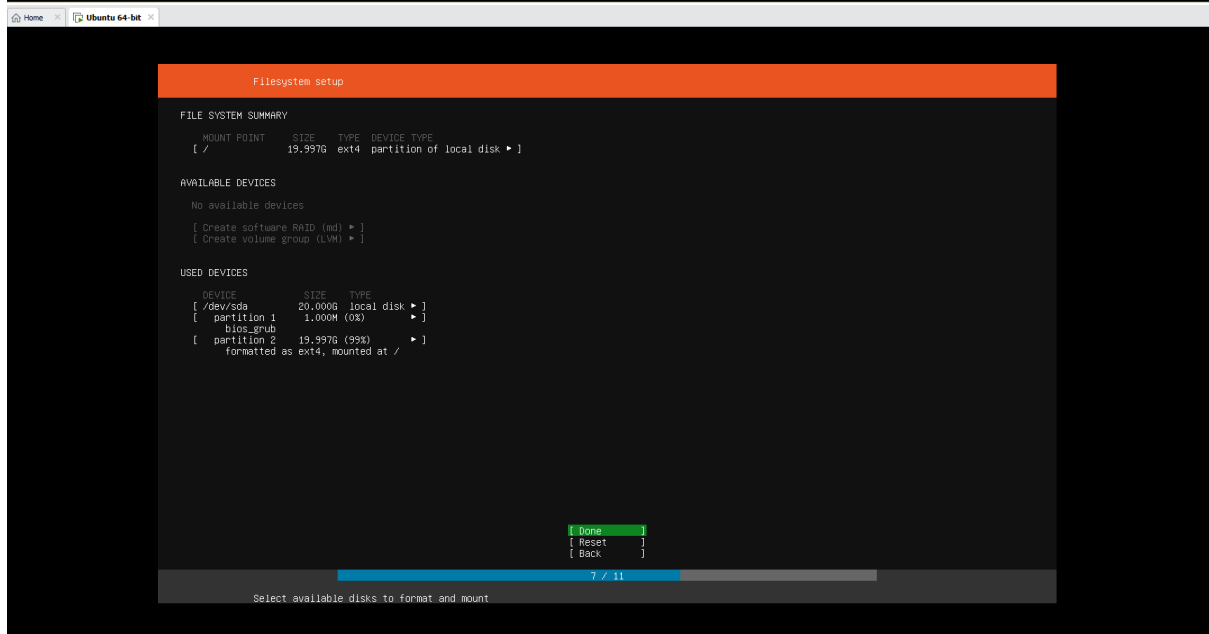 Home × Ubuntu 64-bit ×
Filesystem setup
FILE SYSTEM SUMMARY
MOUNT POINT SIZE TYPE DEVICE TYPE
[ / 19.997G ext4 partition of local disk ▸ ]
AVAILABLE DEVICES
No available devices
[ Create software RAID (md) ▸ ]
[ Create volume group (LVM) ▸ ]
USED DEVICES
DEVICE SIZE TYPE
[ /dev/sda 20.000G local disk ▸ ]
[ partition 1 1.000M (0%) ▸ ]
bios_grub
[ partition 2 19.997G (99%) ▸ ]
formatted as ext4, mounted at /
[ Done ]
[ Reset ]
[ Back ]
7 / 11
Select available disks to format and mount